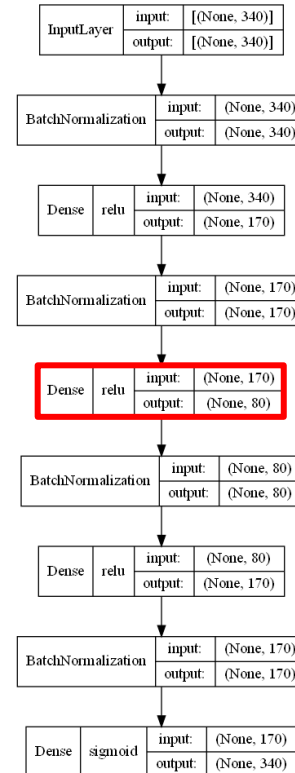 InputLayer input: [(None, 340)]
output: [(None, 340)]
BatchNormalization input: (None, 340)
output: (None, 340)
Dense relu input: (None, 340)
output: (None, 170)
BatchNormalization input: (None, 170)
output: (None, 170)
Dense relu input: (None, 170)
output: (None, 80)
BatchNormalization input: (None, 80)
output: (None, 80)
Dense relu input: (None, 80)
output: (None, 170)
BatchNormalization input: (None, 170)
output: (None, 170)
Dense sigmoid input: (None, 170)
output: (None, 340)